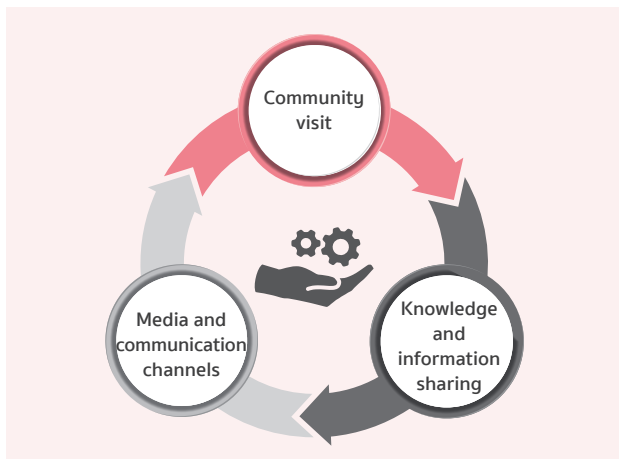 Community
visit
Knowledge
and
information
sharing
Media and
communication
channels